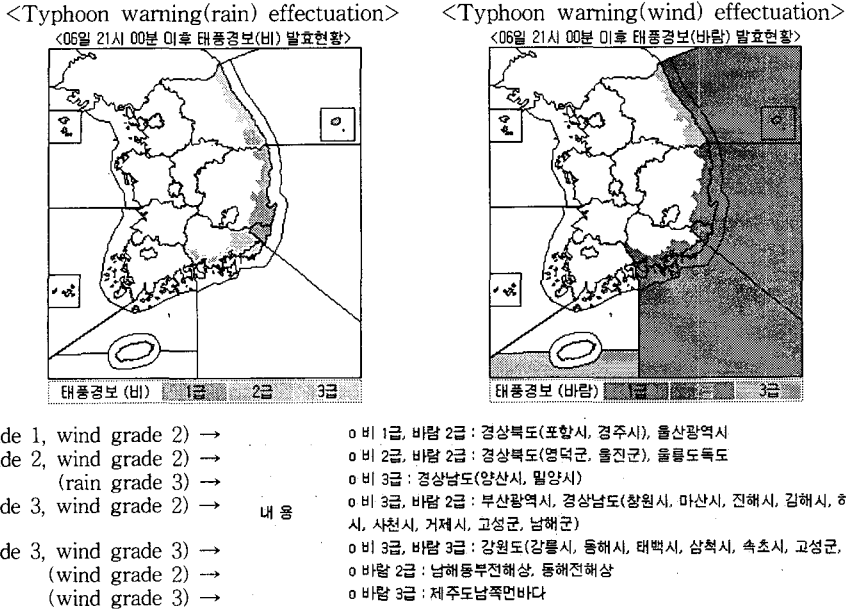 <Typhoon warning(rain) effectuation>
<Typhoon warning(wind) effectuation>
<06일 21시 00분 이후 태풍경보(비) 발효현황>
<06일 21시 00분 이후 태풍경보(바람) 발효현황>
태풍경보 (비) 1급 2급 3급
태풍경보 (바람) 1급 3급
de 1, wind grade 2) → o 비 1급, 바람 2급 : 경상북도(포항시, 경주시), 울산광역시
de 2, wind grade 2) → o 비 2급, 바람 2급 : 경상북도(영덕군, 울진군), 울릉도독도
(rain grade 3) → o 비 3급 : 경상남도(양산시, 밀양시)
de 3, wind grade 2) → 내 용 o 비 3급, 바람 2급 : 부산광역시, 경상남도(창원시, 마산시, 진해시, 김해시,
시, 사천시, 거제시, 고성군, 남해군)
de 3, wind grade 3) → o 비 3급, 바람 3급 : 강원도(강릉시, 동해시, 태백시, 삼척시, 속초시, 고성군,
(wind grade 2) → o 바람 2급 : 남해동부전해상, 동해전해상
(wind grade 3) → o 바람 3급 : 제주도남쪽먼바다